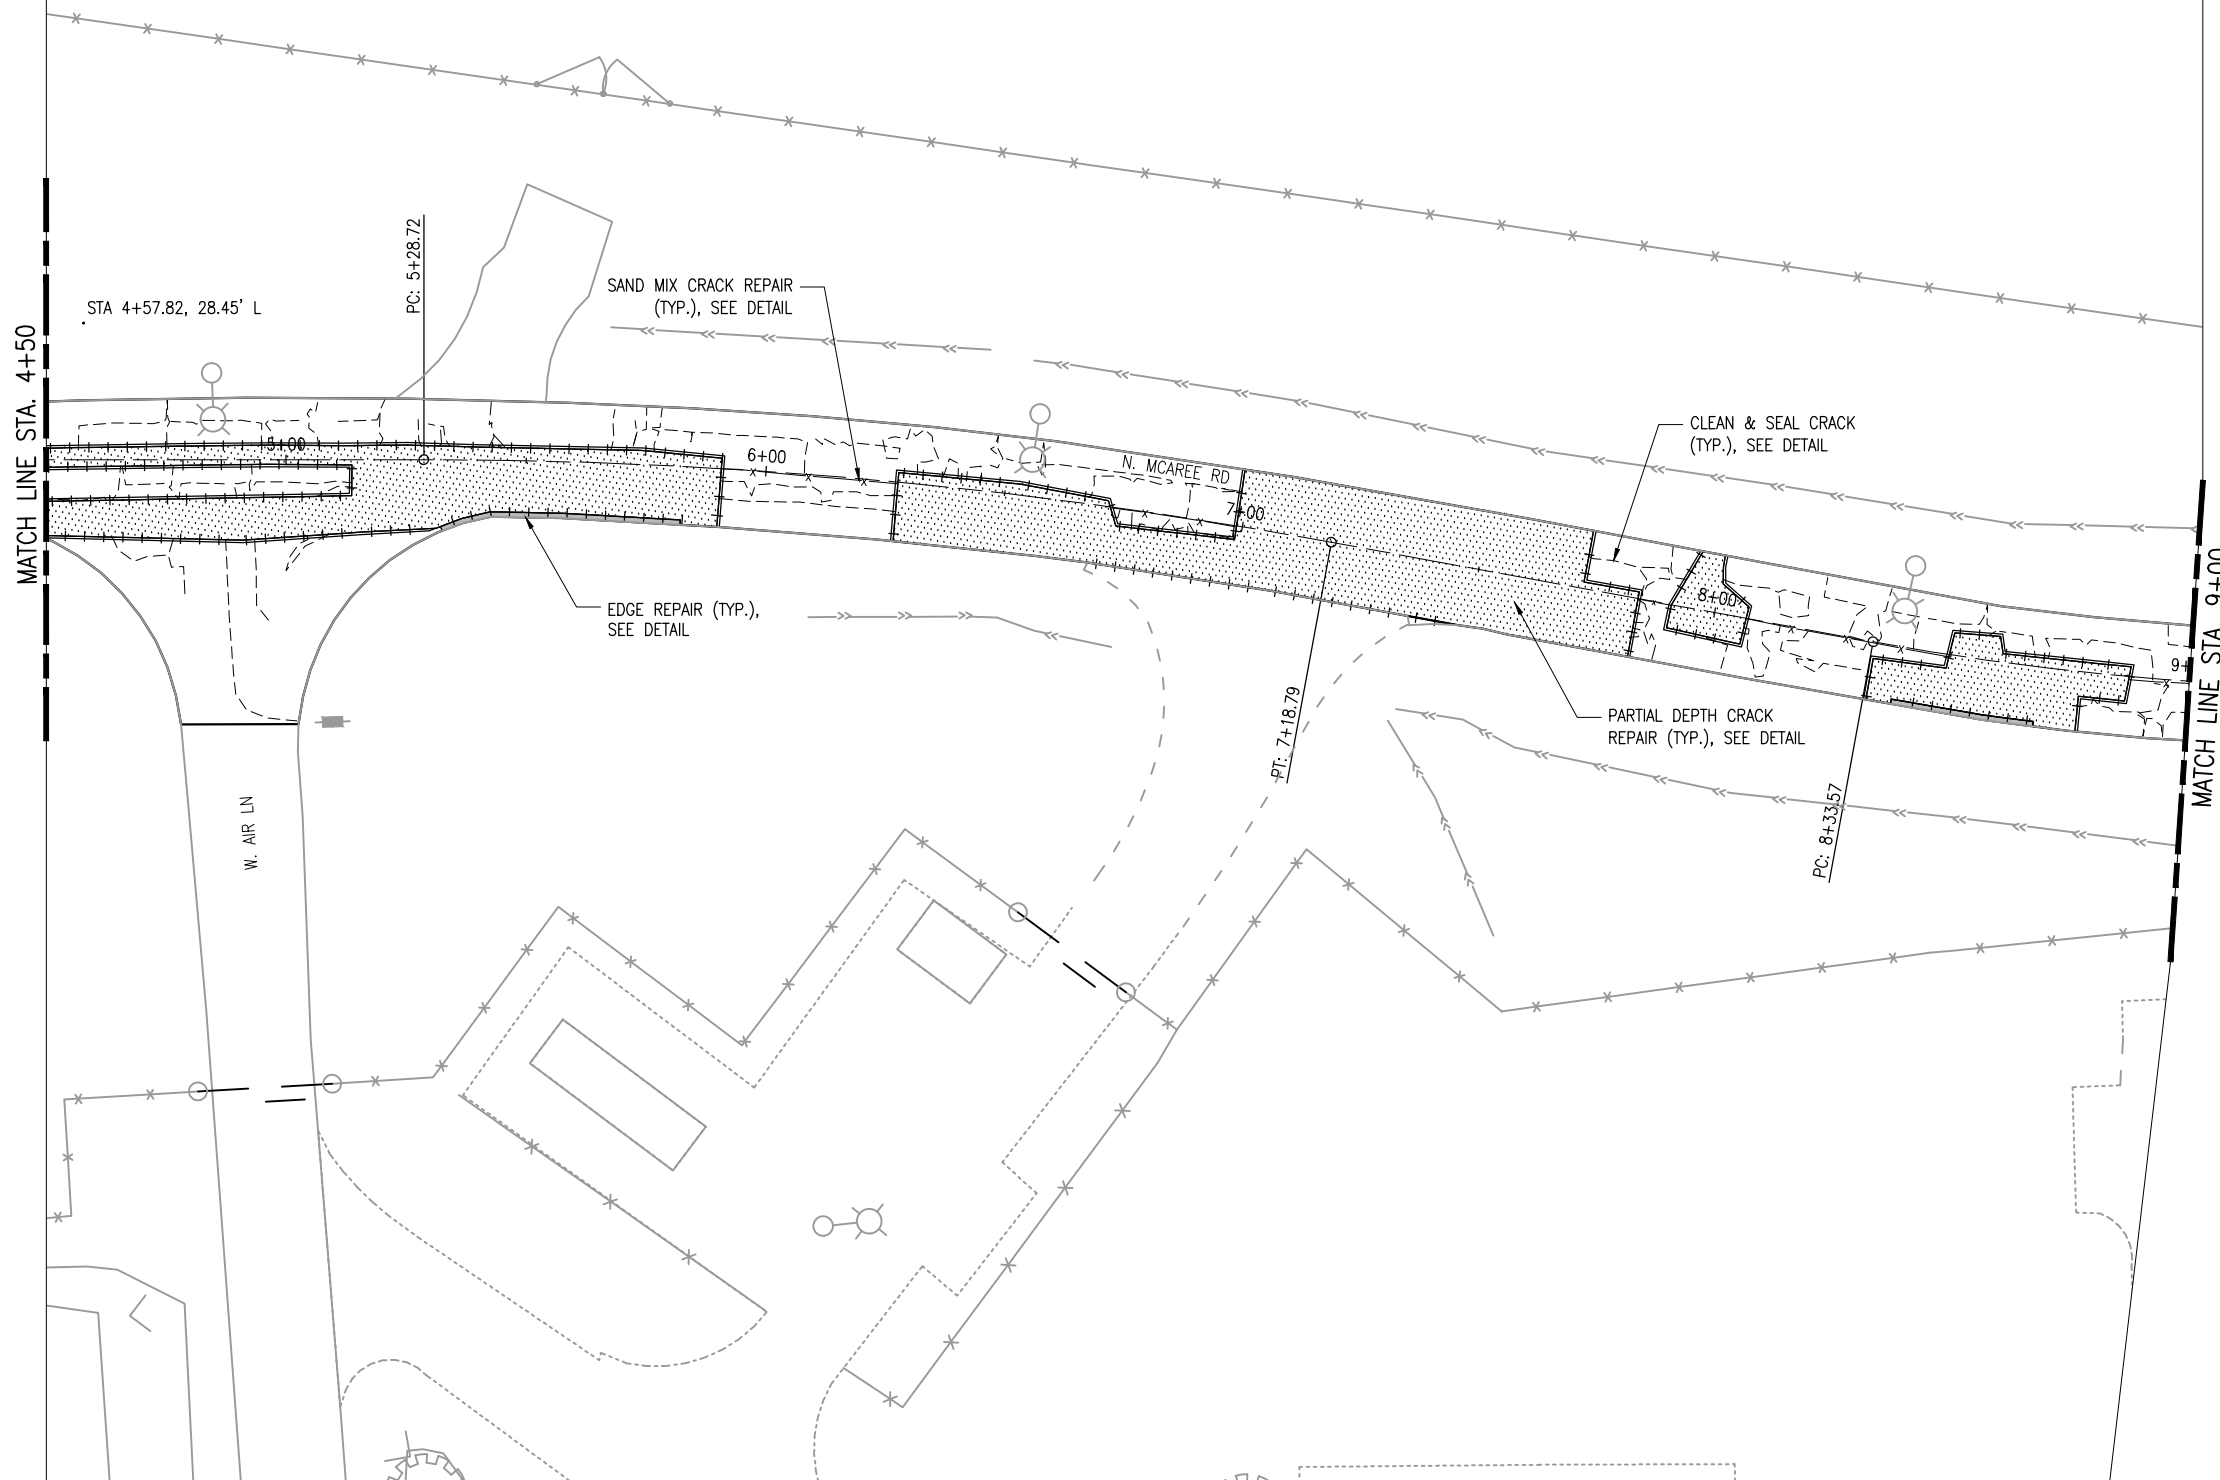 MATCH LINE STA. 4+50
STA 4+57.82, 28.45' L
PC: 5+28.72
SAND MIX CRACK REPAIR
(TYP.), SEE DETAIL
5+00
6+00
N. MCAREE RD
7+00
CLEAN & SEAL CRACK
(TYP.), SEE DETAIL
8+00
9+
EDGE REPAIR (TYP.),
SEE DETAIL
PT: 7+18.79
PARTIAL DEPTH CRACK
REPAIR (TYP.), SEE DETAIL
PC: 8+33.57
W. AIR LN
MATCH LINE STA. 9+00